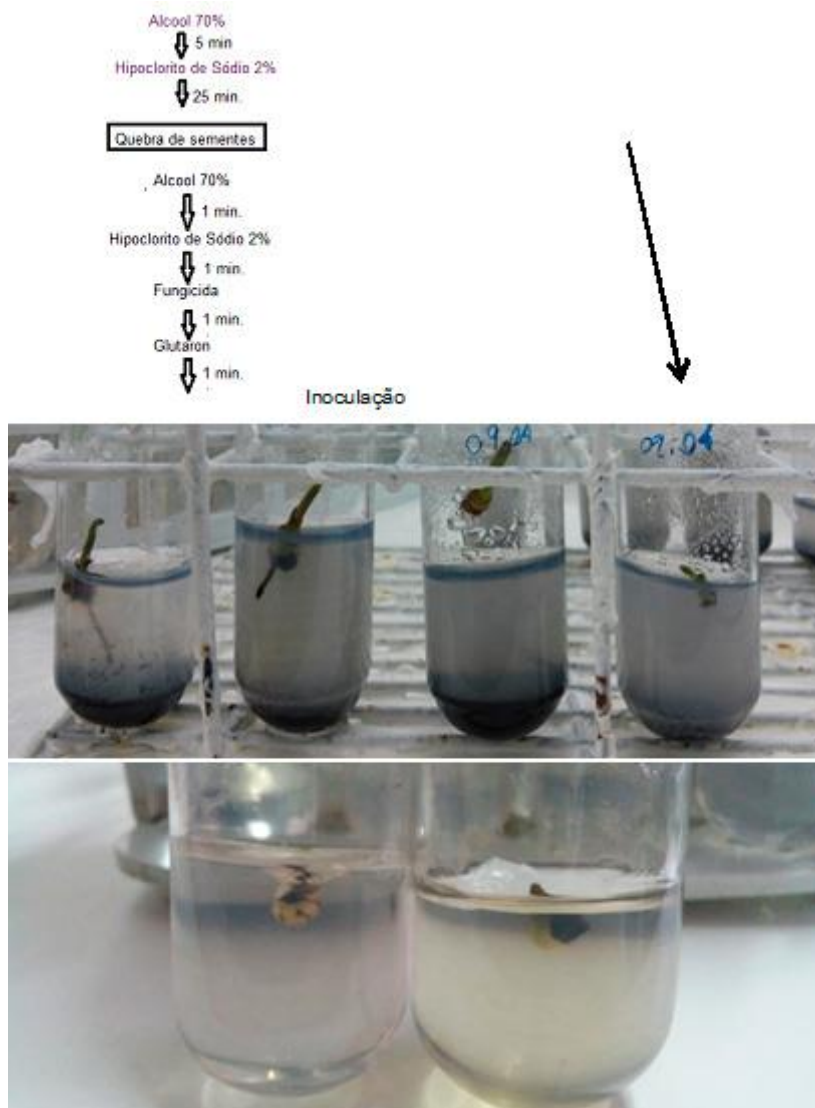 Alcool 70%
5 min
Hipoclorito de Sódio 2%
25 min.
Quebra de sementes
Alcool 70%
1 min.
Hipoclorito de Sódio 2%
1 min.
Fungicida
1 min.
Glutaron
1 min.
Inoculação
09.04
09.04